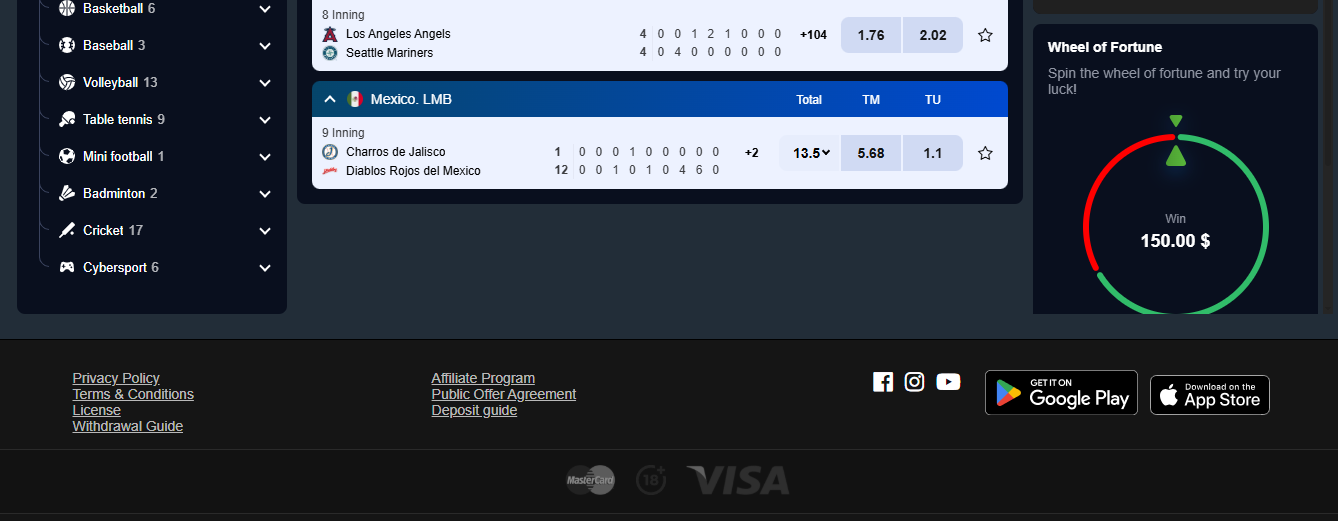 Basketball 6
Baseball 3
Volleyball 13
Table tennis 9
Mini football 1
Badminton 2
Cricket 17
Cybersport 6
8 Inning
Los Angeles Angels 4 0 0 1 2 1 0 0 0 +104 1.76 2.02
Seattle Mariners 4 0 4 0 0 0 0 0 0
Mexico. LMB Total TM TU
9 Inning
Charros de Jalisco 1 0 0 0 1 0 0 0 0 0 +2 13.5 5.68 1.1
Diablos Rojos del Mexico 12 0 0 1 0 1 0 4 6 0
Wheel of Fortune
Spin the wheel of fortune and try your
luck!
Win
150.00 $
Privacy Policy
Terms & Conditions
License
Withdrawal Guide
Affiliate Program
Public Offer Agreement
Deposit guide
GET IT ON
Google Play
Download on the
App Store
MasterCard
18+
VISA